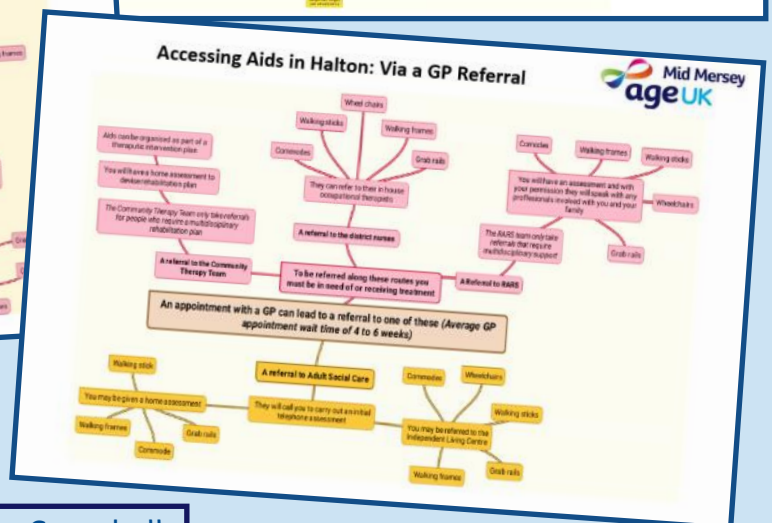 Accessing Aids in Halton: Via a GP Referral
Mid Mersey
age UK
Wheel chairs
Walking sticks
Walking frames
Commodes
Grab rails
They can refer to their in house
occupational therapists
A referral to the district nurses
Aids can be organised as part of a
therapeutic intervention plan
You will have a home assessment to
devise rehabilitation plan
The Community Therapy Team only take referrals
for people who require a multidisciplinary
rehabilitation plan
A referral to the Community
Therapy Team
To be referred along these routes you
must be in need of or receiving treatment
A Referral to RARS
The RARS team only take
referrals that require
multidisciplinary support
You will have an assessment and with
your permission they will speak with any
professionals involved with you and your
family
Comodes
Walking frames
Walking sticks
Wheelchairs
Grab rails
An appointment with a GP can lead to a referral to one of these (Average GP
appointment wait time of 4 to 6 weeks)
A referral to Adult Social Care
They will call you to carry out an initial
telephone assessment
You may be given a home assessment
Walking stick
Walking frames
Commode
Grab rails
You may be referred to the
Independent Living Centre
Commodes
Wheelchairs
Walking sticks
Grab rails
Walking frames